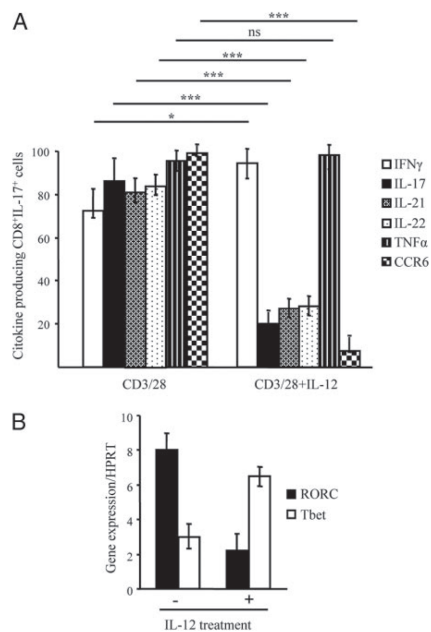 A
***
ns
***
***
***
*
Citokine producing CD8+IL-17+ cells
100
80
60
40
20
CD3/28
CD3/28+IL-12
IFNγ
IL-17
IL-21
IL-22
TNFα
CCR6
B
Gene expression/HPRT
10
8
6
4
2
0
-
+
IL-12 treatment
RORC
Tbet